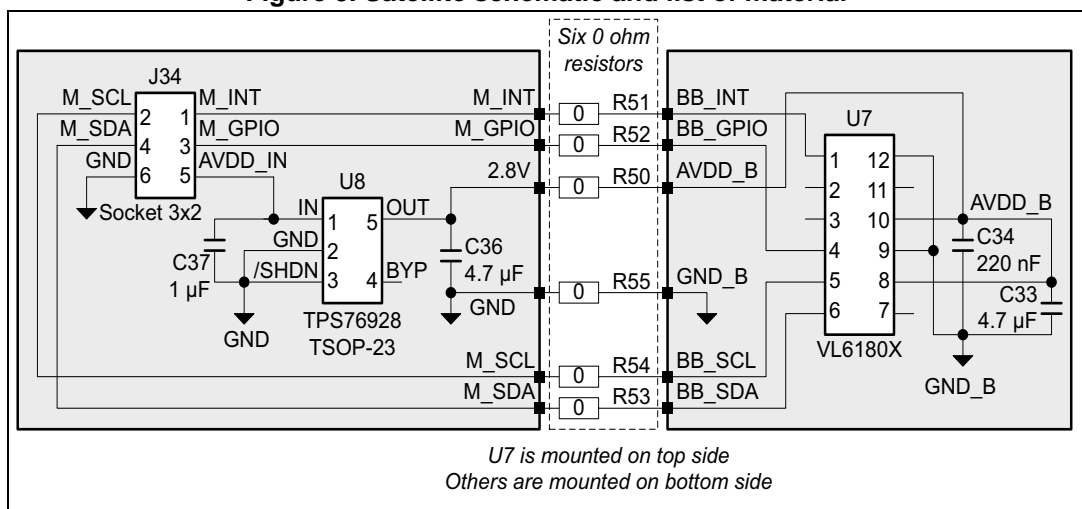 Figure 3. Satellite schematic and list of material
Six 0 ohm
resistors
J34
M_SCL
2
1
M_INT
M_SDA
4
3
M_GPIO
GND
6
5
AVDD_IN
Socket 3x2
U8
IN
1
5
OUT
GND
2
/SHDN
3
4
BYP
TPS76928
TSOP-23
C37
1 µF
GND
C36
4.7 µF
GND
M_INT
0
R51
BB_INT
M_GPIO
0
R52
BB_GPIO
2.8V
0
R50
AVDD_B
0
R55
GND_B
M_SCL
0
R54
BB_SCL
M_SDA
0
R53
BB_SDA
U7
1
12
2
11
3
10
4
9
5
8
6
7
VL6180X
AVDD_B
C34
220 nF
C33
4.7 µF
GND_B
U7 is mounted on top side
Others are mounted on bottom side